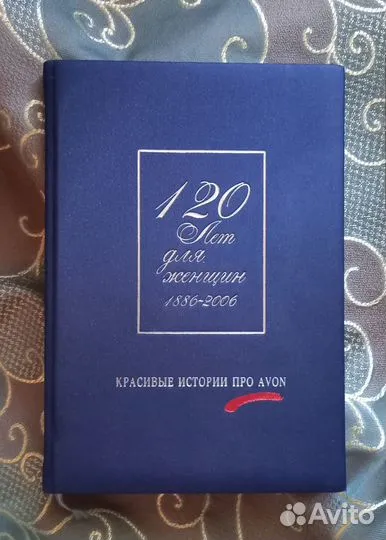 120
Лет
для
женщин
1886-2006
КРАСИВЫЕ ИСТОРИИ ПРО AVON
Avito